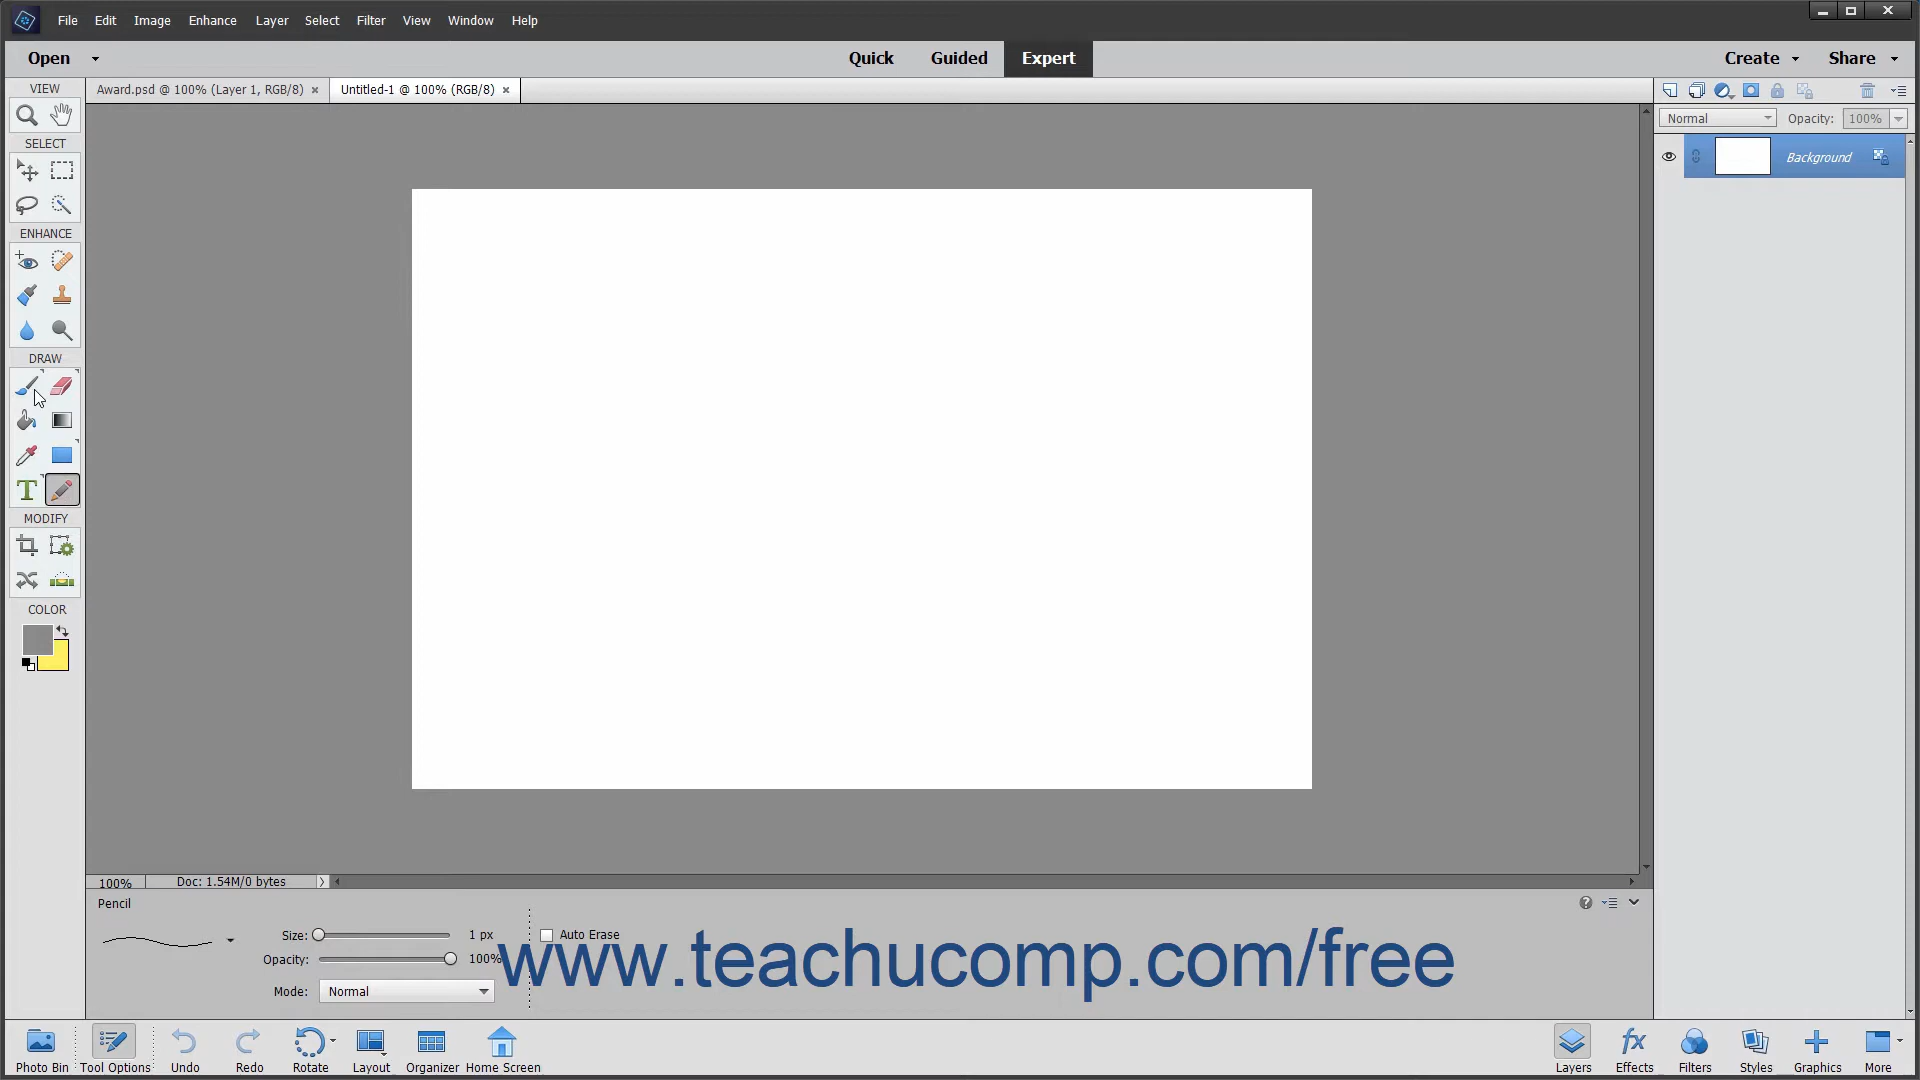 File Edit Image Enhance Layer Select Filter View Window Help
Open Quick Guided Expert Create Share
VIEW Award.psd @ 100% (Layer 1, RGB/8) × Untitled-1 @ 100% (RGB/8) ×
Normal Opacity: 100%
SELECT
Background
ENHANCE
DRAW
T
MODIFY
COLOR
100% Doc: 1.54M/0 bytes
Pencil
Size: 1 px Auto Erase
Opacity: 100%
www.teachucomp.com/free
Mode: Normal
Photo Bin Tool Options Undo Redo Rotate Layout Organizer Home Screen fx Layers Effects Filters Styles Graphics More